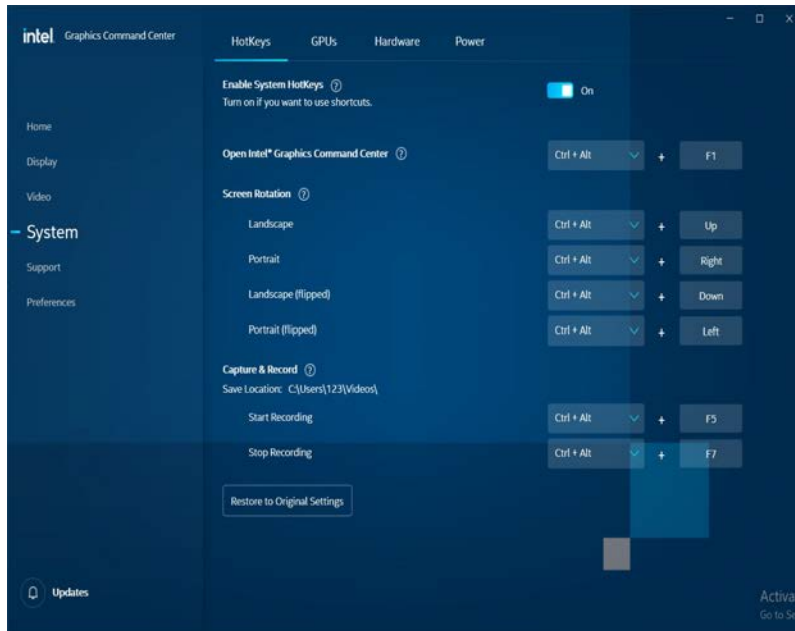 intel. Graphics Command Center
HotKeys GPUs Hardware Power
Enable System HotKeys ?
Turn on if you want to use shortcuts.
On
Home
Display
Video
System
Support
Preferences
Open Intel® Graphics Command Center ? Ctrl + Alt + F1
Screen Rotation ?
Landscape Ctrl + Alt + Up
Portrait Ctrl + Alt + Right
Landscape (flipped) Ctrl + Alt + Down
Portrait (flipped) Ctrl + Alt + Left
Capture & Record ?
Save Location: C:\Users\123\Videos\
Start Recording Ctrl + Alt + F5
Stop Recording Ctrl + Alt + F7
Restore to Original Settings
Updates
Activa
Go to Se